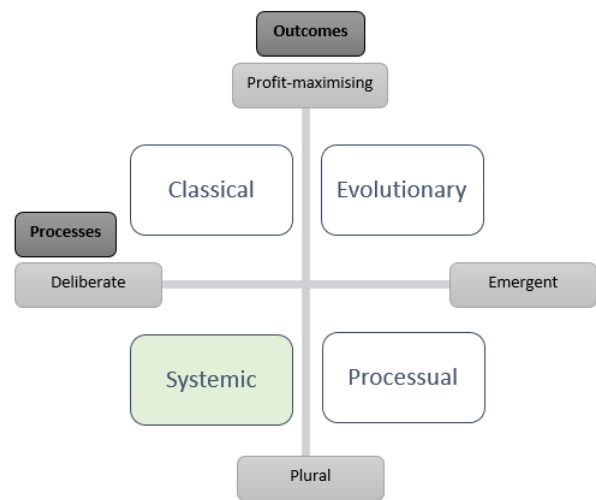 Outcomes
Profit-maximising
Classical
Evolutionary
Processes
Deliberate
Emergent
Systemic
Processual
Plural